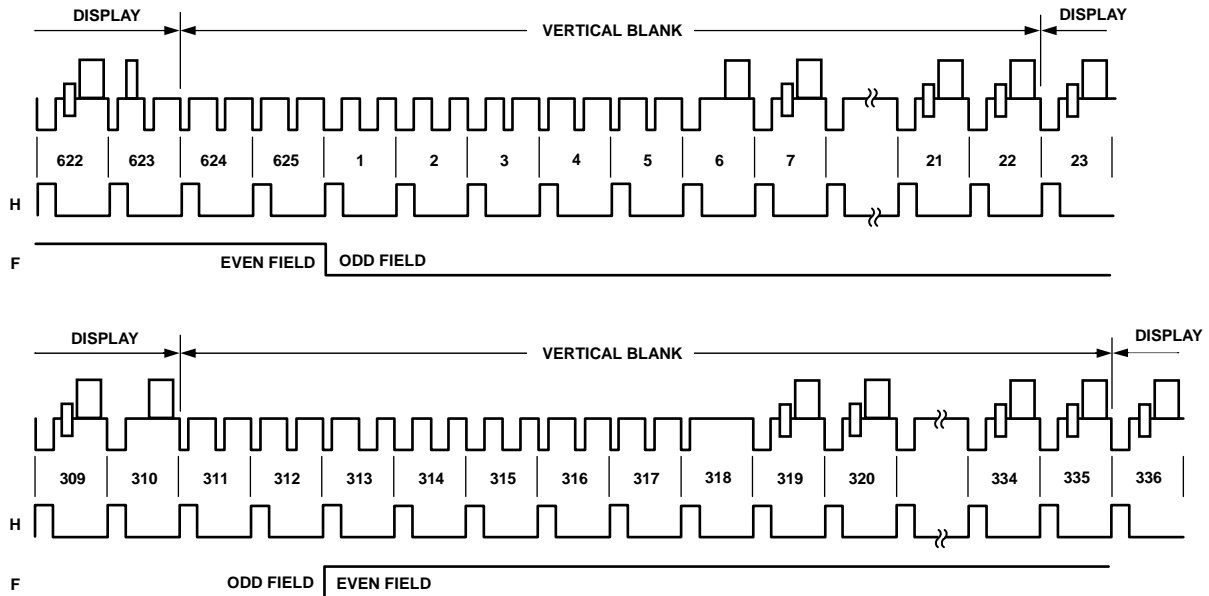 DISPLAY VERTICAL BLANK DISPLAY
622 623 624 625 1 2 3 4 5 6 7 21 22 23
H
F EVEN FIELD ODD FIELD
DISPLAY VERTICAL BLANK DISPLAY
309 310 311 312 313 314 315 316 317 318 319 320 334 335 336
H
F ODD FIELD EVEN FIELD